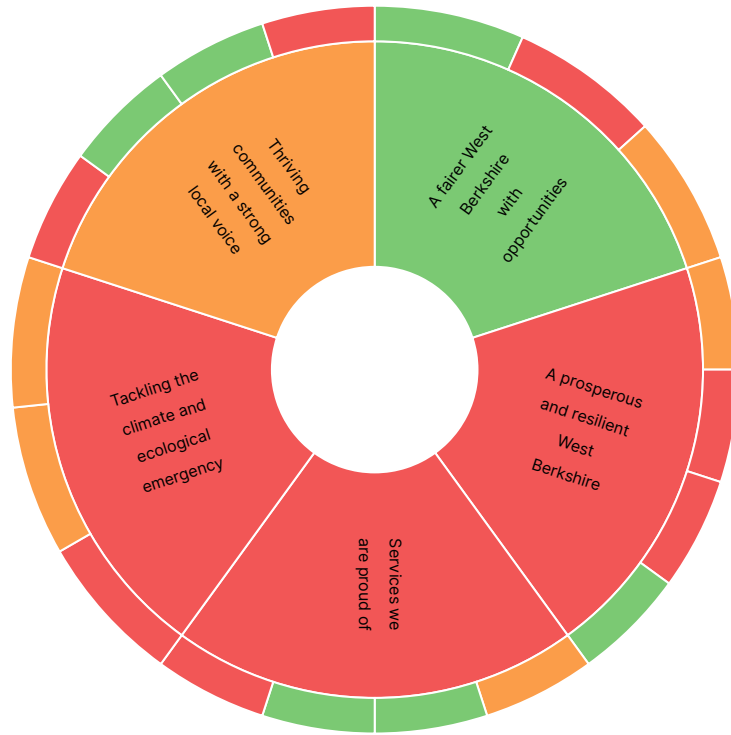 A fairer West
Berkshire
with
opportunities
A prosperous
and resilient
West
Berkshire
Services we
are proud of
Tackling the
climate and
ecological
emergency
Thriving
communities
with a strong
local voice